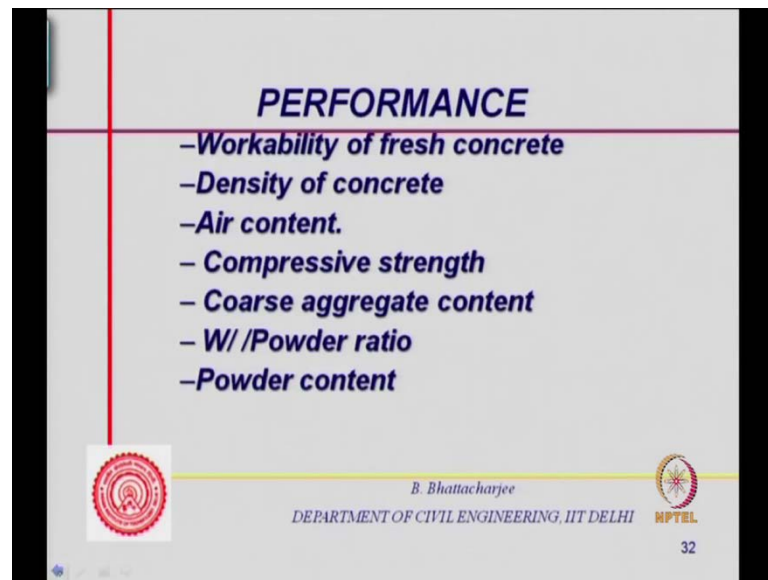 PERFORMANCE
–Workability of fresh concrete
–Density of concrete
–Air content.
– Compressive strength
– Coarse aggregate content
– W/ /Powder ratio
–Powder content
B. Bhattacharjee
DEPARTMENT OF CIVIL ENGINEERING, IIT DELHI
NPTEL
32